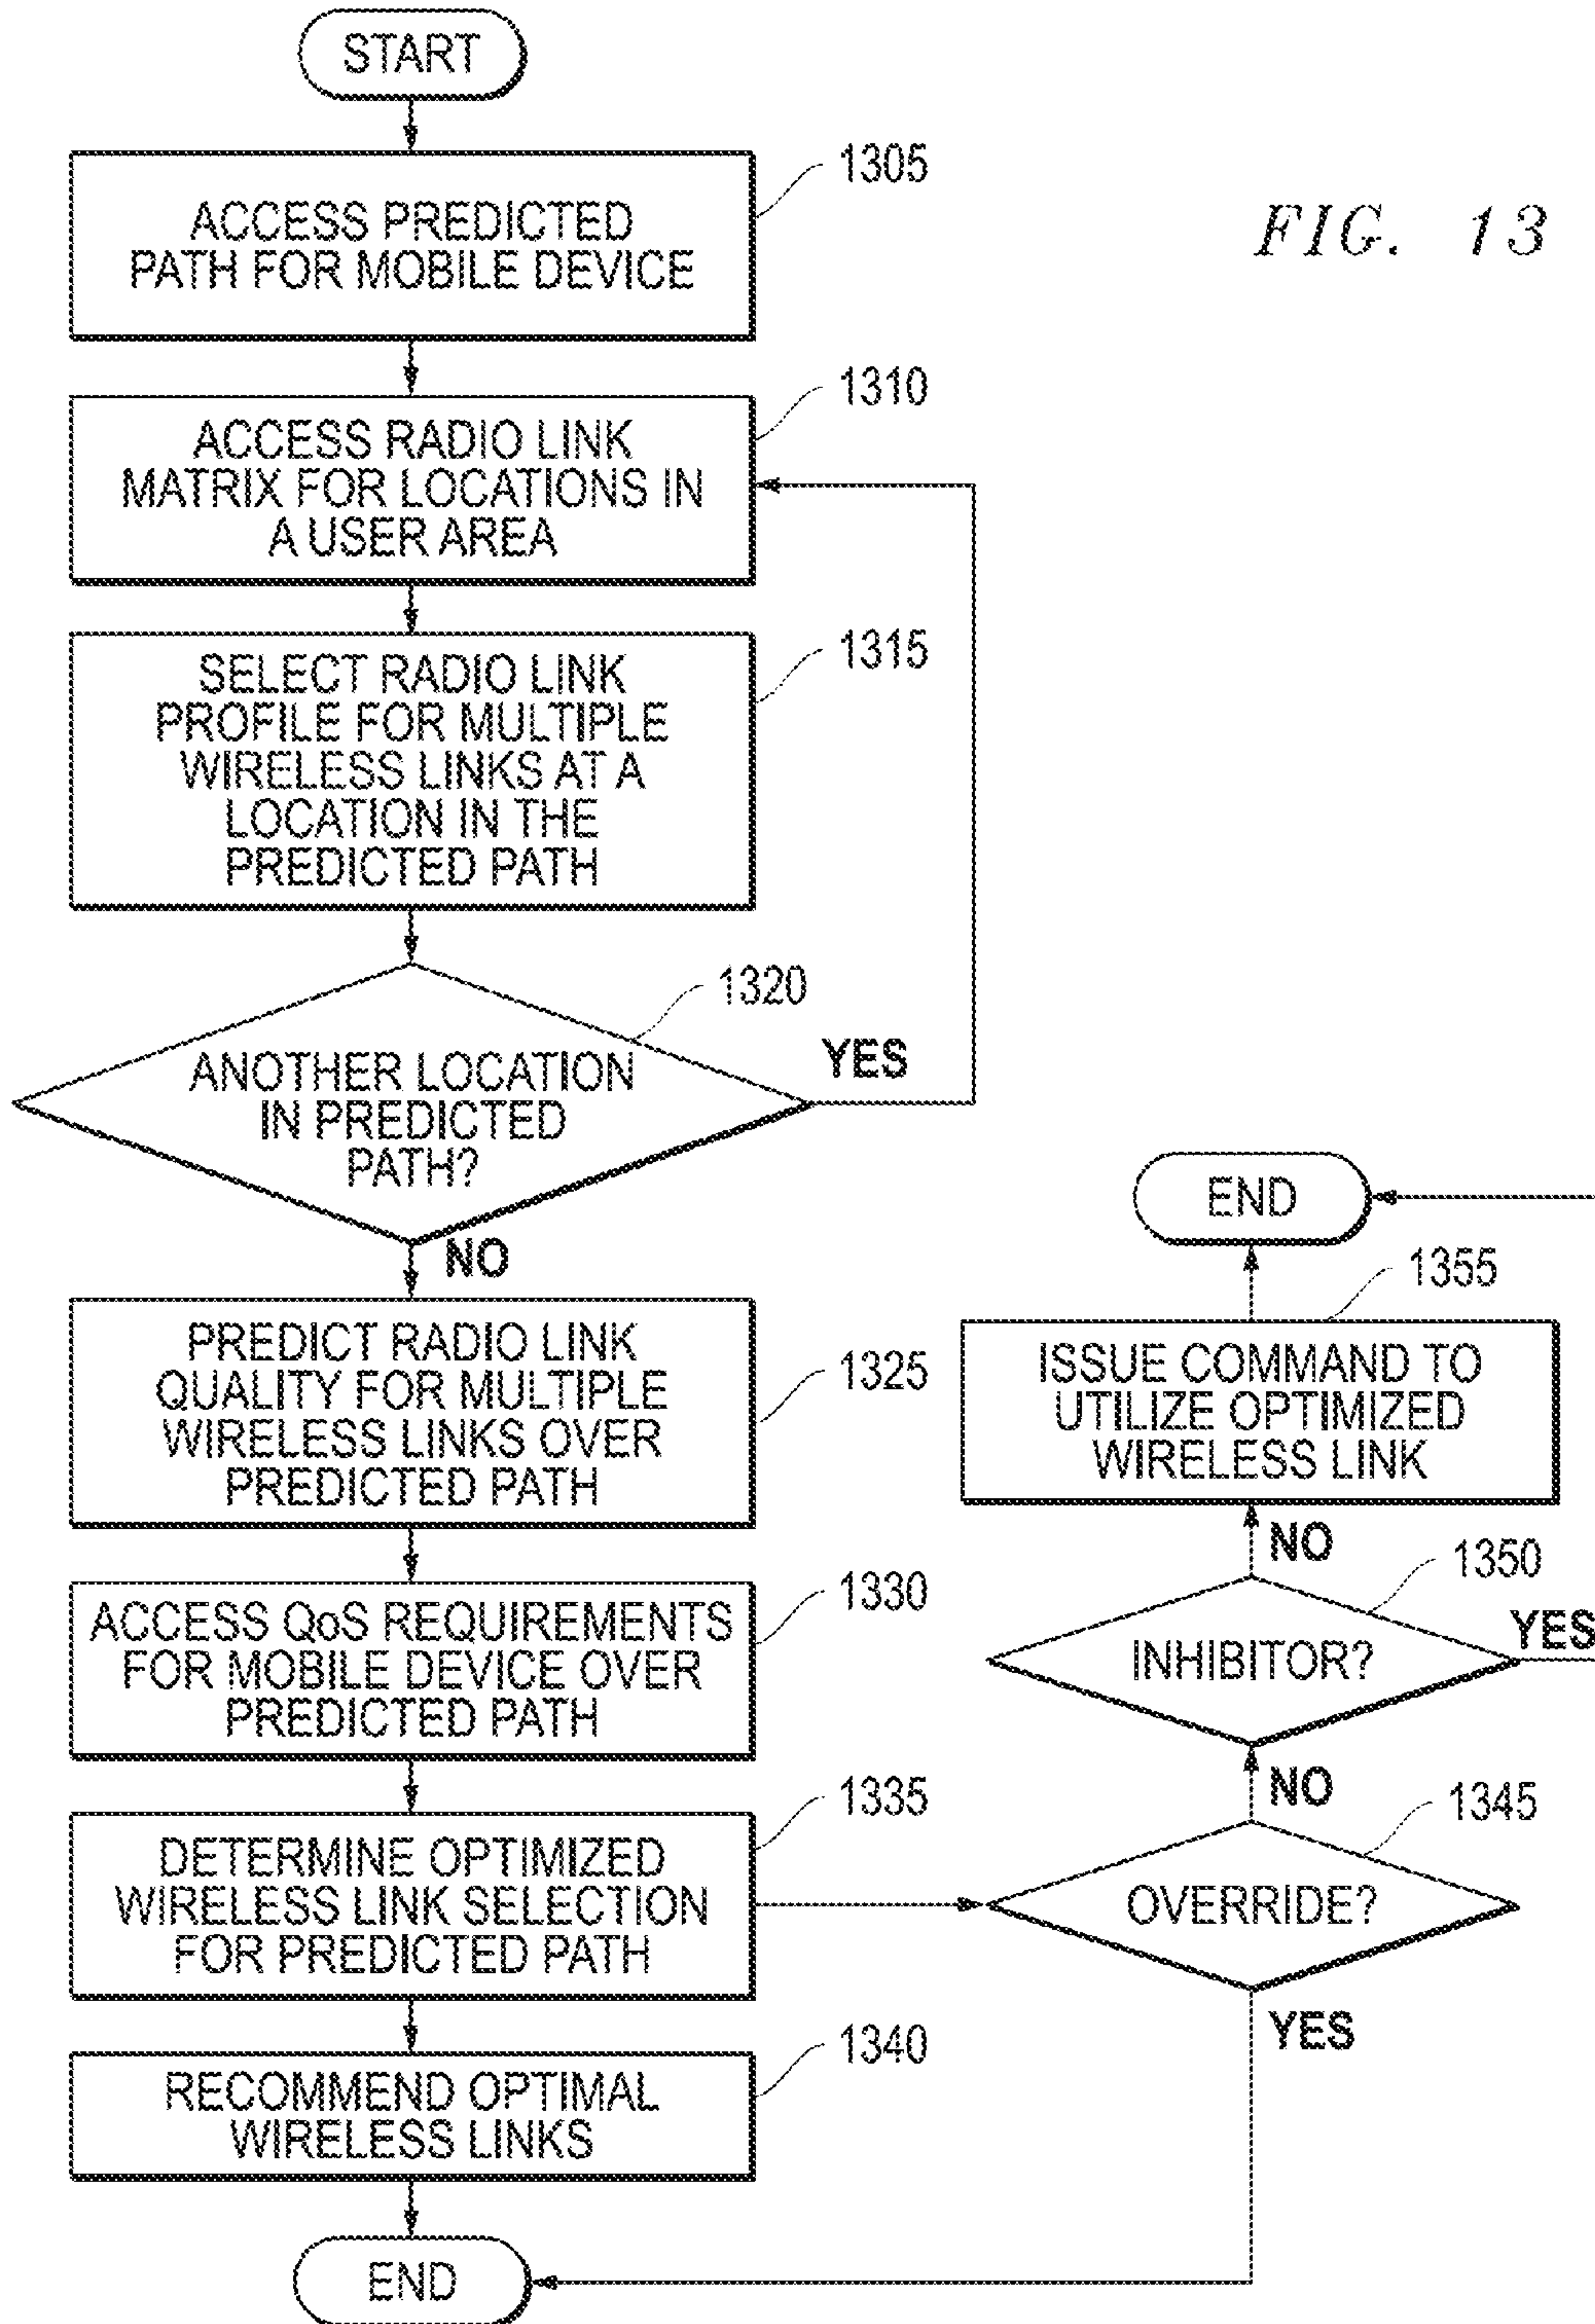 START
1305
ACCESS PREDICTED
PATH FOR MOBILE DEVICE
FIG. 13
1310
ACCESS RADIO LINK
MATRIX FOR LOCATIONS IN
A USER AREA
1315
SELECT RADIO LINK
PROFILE FOR MULTIPLE
WIRELESS LINKS AT A
LOCATION IN THE
PREDICTED PATH
1320
ANOTHER LOCATION
IN PREDICTED
PATH?
YES
NO
1325
PREDICT RADIO LINK
QUALITY FOR MULTIPLE
WIRELESS LINKS OVER
PREDICTED PATH
1330
ACCESS QoS REQUIREMENTS
FOR MOBILE DEVICE OVER
PREDICTED PATH
1335
DETERMINE OPTIMIZED
WIRELESS LINK SELECTION
FOR PREDICTED PATH
1340
RECOMMEND OPTIMAL
WIRELESS LINKS
END
END
1355
ISSUE COMMAND TO
UTILIZE OPTIMIZED
WIRELESS LINK
NO
1350
INHIBITOR?
YES
NO
1345
OVERRIDE?
YES